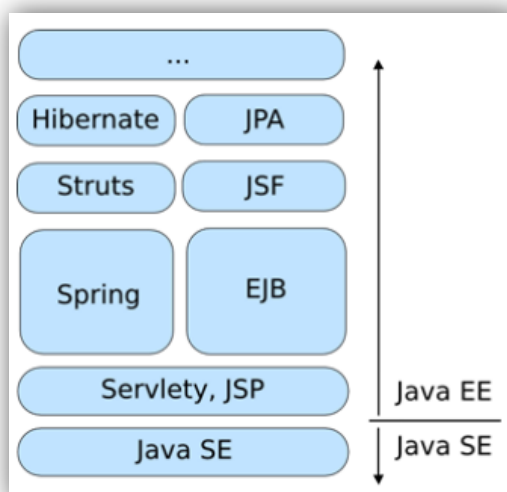 ...
Hibernate JPA
Struts JSF
Spring EJB
Servlety, JSP
Java EE
Java SE
Java SE